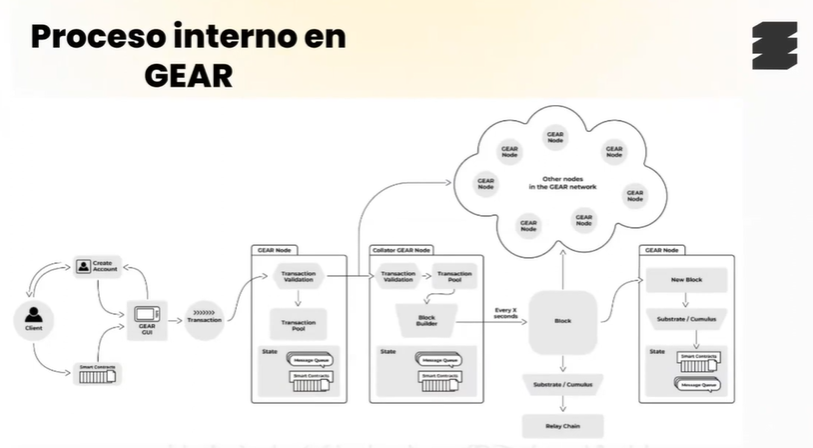 Proceso interno en
GEAR
Client
Create
Account
Smart Contracts
GEAR
GUI
Transaction
GEAR Node
Transaction
Validation
Transaction
Pool
State
Message Queue
Smart Contracts
Collator GEAR Node
Transaction
Validation
Transaction
Pool
Block
Builder
State
Message Queue
Smart Contracts
Every X
seconds
GEAR
Node
GEAR
Node
GEAR
Node
GEAR
Node
Other nodes
in the GEAR network
GEAR
Node
GEAR
Node
GEAR
Node
Block
Substrate / Cumulus
Relay Chain
GEAR Node
New Block
Substrate / Cumulus
State
Smart Contracts
Message Queue